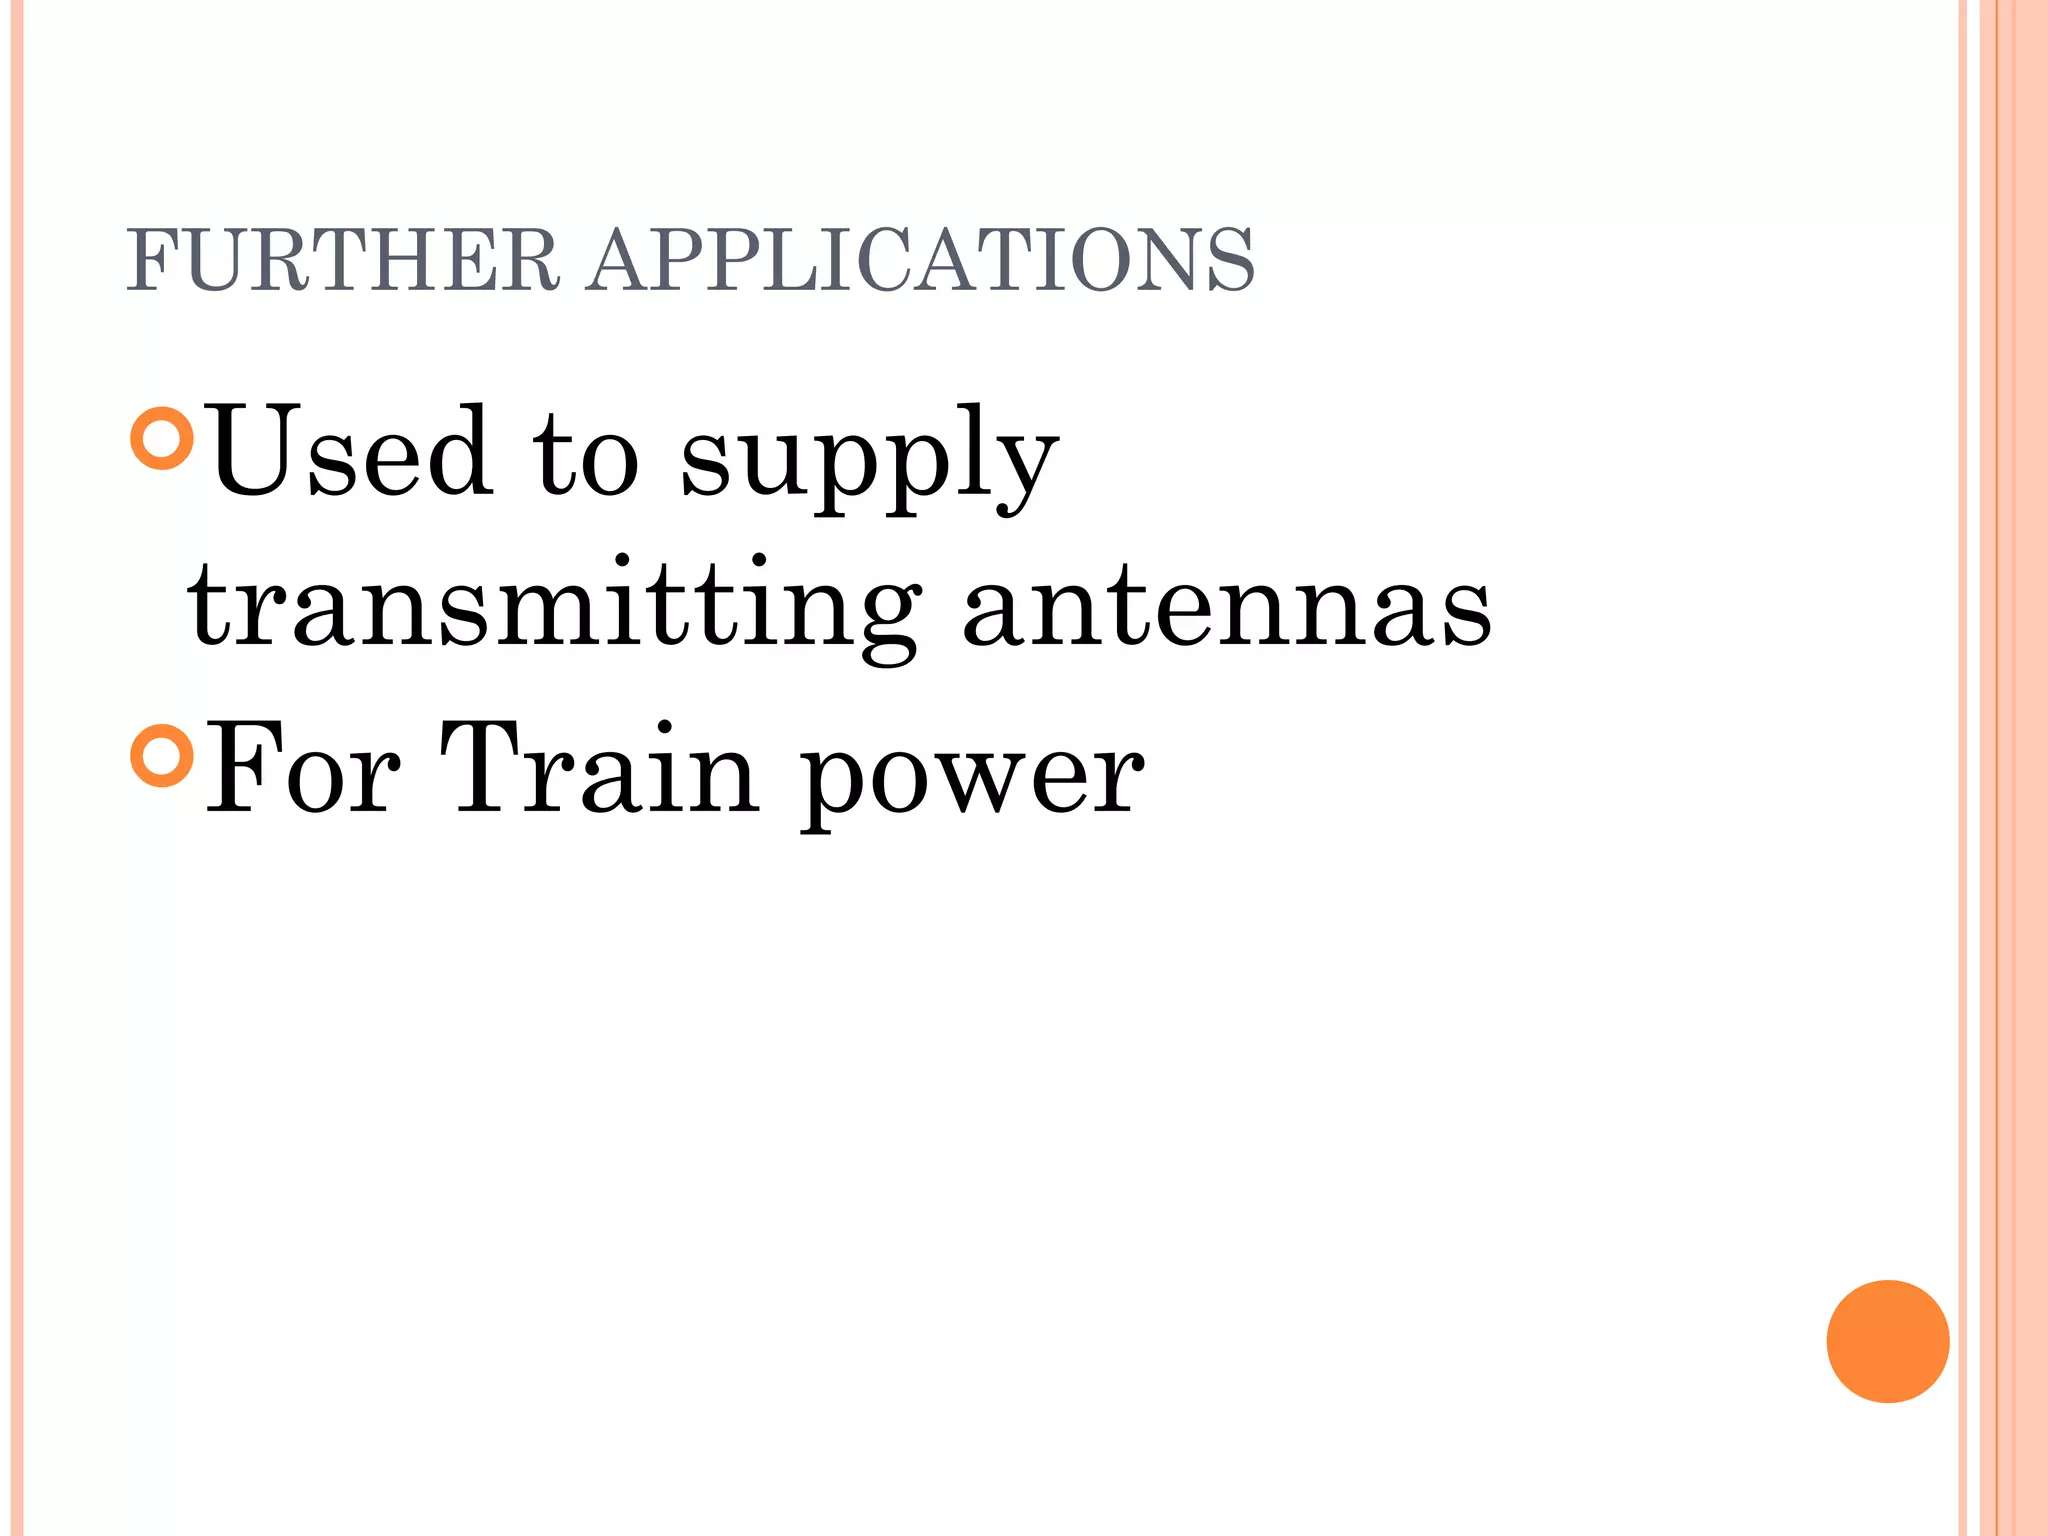 FURTHER APPLICATIONS
Used to supply
transmitting antennas
For Train power